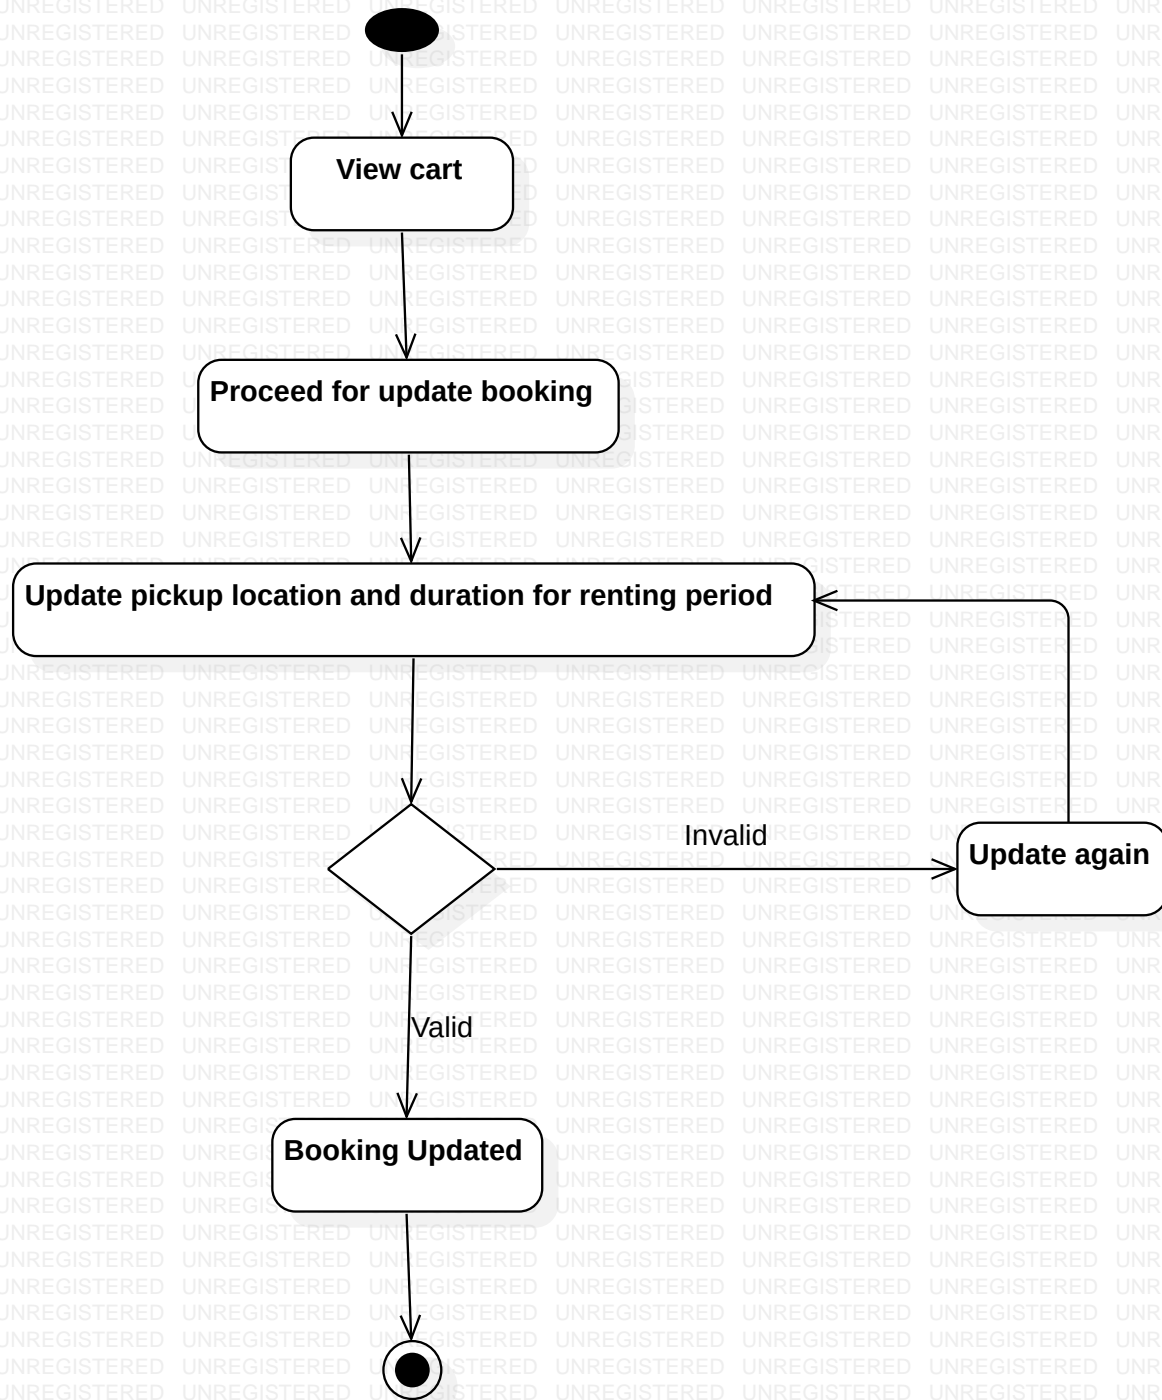 View cart
Proceed for update booking
Update pickup location and duration for renting period
Invalid
Update again
Valid
Booking Updated
UNREGISTERED